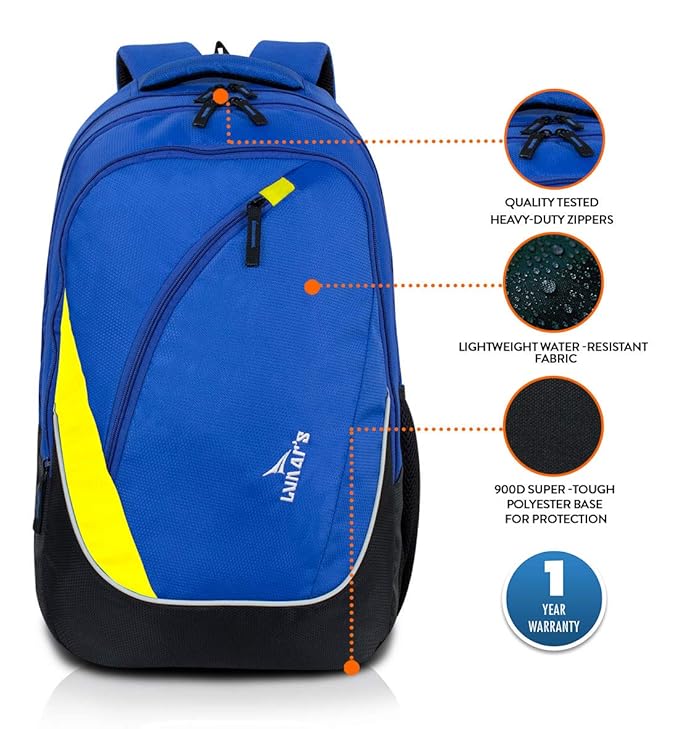 QUALITY TESTED
HEAVY-DUTY ZIPPERS
LIGHTWEIGHT WATER -RESISTANT
FABRIC
LUNAR'S
900D SUPER -TOUGH
POLYESTER BASE
FOR PROTECTION
1
YEAR
WARRANTY